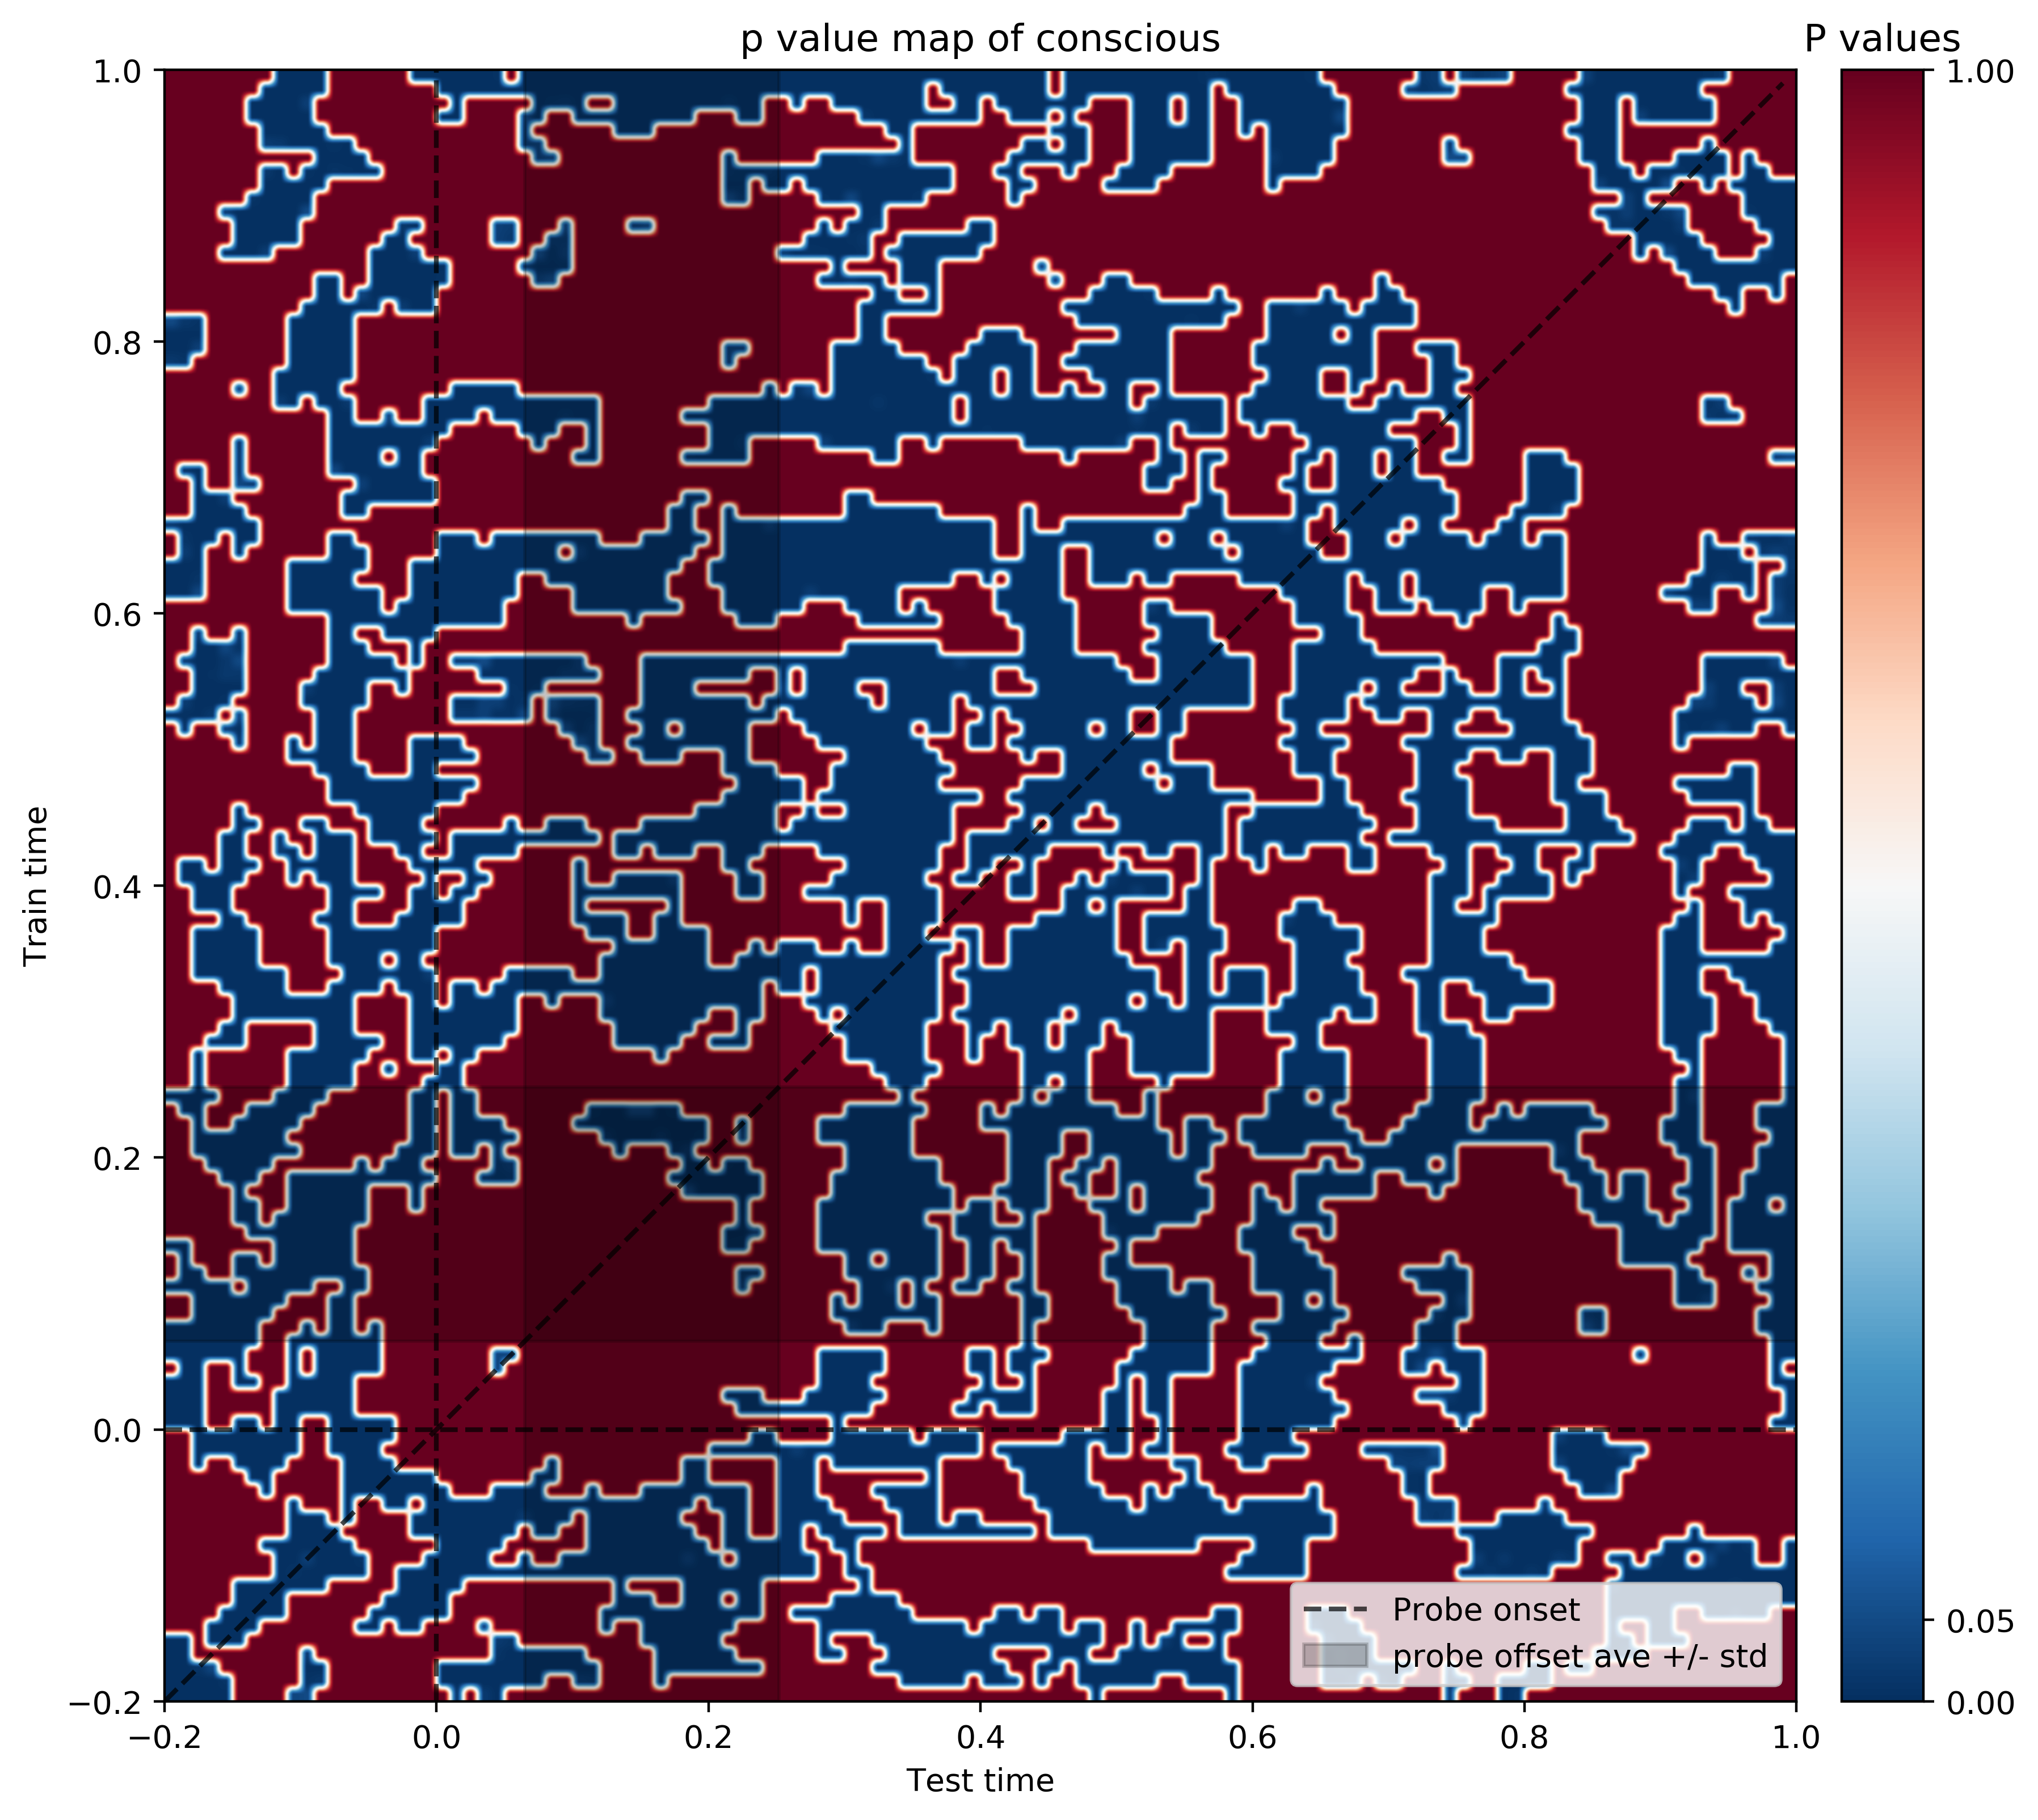 p value map of conscious
P values
1.0
0.8
0.6
0.4
0.2
0.0
−0.2
Train time
−0.2
0.0
0.2
0.4
0.6
0.8
1.0
Test time
1.00
0.05
0.00
Probe onset
probe offset ave +/- std